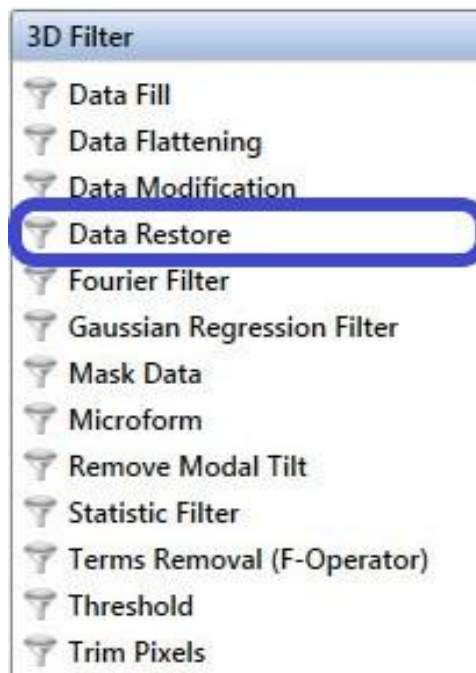 3D Filter
Data Fill
Data Flattening
Data Modification
Data Restore
Fourier Filter
Gaussian Regression Filter
Mask Data
Microform
Remove Modal Tilt
Statistic Filter
Terms Removal (F-Operator)
Threshold
Trim Pixels